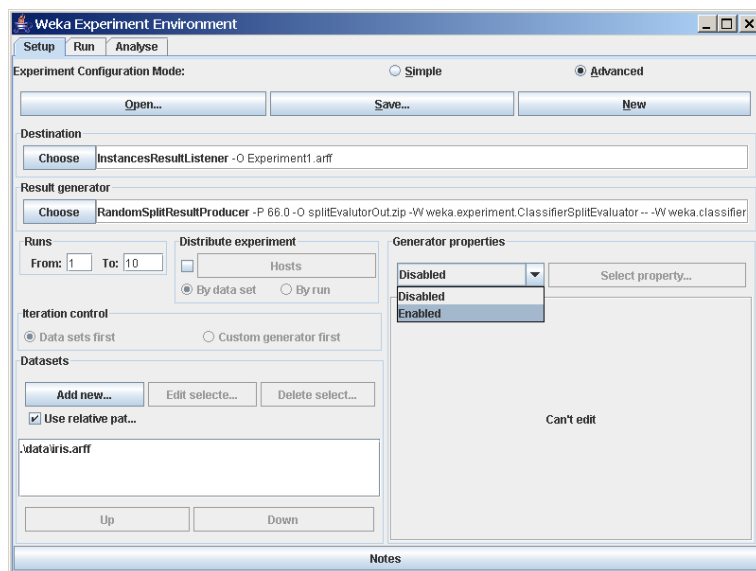 Weka Experiment Environment
Setup Run Analyse
Experiment Configuration Mode: Simple Advanced
Open... Save... New
Destination
Choose InstancesResultListener -O Experiment1.arff
Result generator
Choose RandomSplitResultProducer -P 66.0 -O splitEvalutorOut.zip -W weka.experiment.ClassifierSplitEvaluator -- -W weka.classifier
Runs
From: 1 To: 10
Distribute experiment
Hosts
By data set By run
Generator properties
Disabled Select property...
Disabled
Enabled
Iteration control
Data sets first Custom generator first
Datasets
Add new... Edit selecte... Delete select...
Use relative pat...
.\data\iris.arff
Up Down
Can't edit
Notes